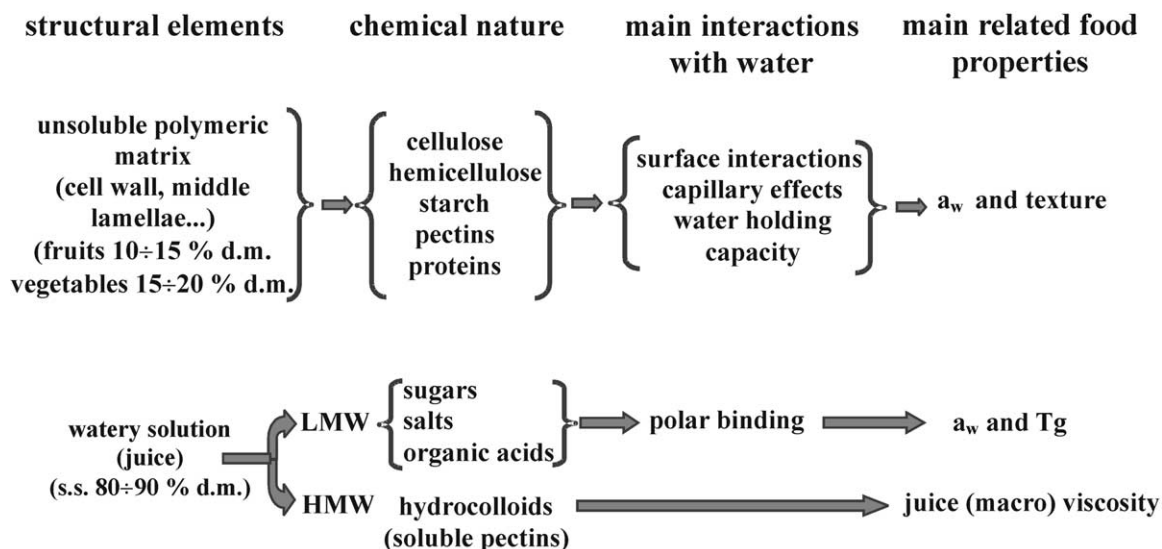 structural elements
chemical nature
main interactions
with water
main related food
properties
unsoluble polymeric
matrix
(cell wall, middle
lamellae...)
(fruits 10÷15 % d.m.
vegetables 15÷20 % d.m.
cellulose
hemicellulose
starch
pectins
proteins
surface interactions
capillary effects
water holding
capacity
aw and texture
watery solution
(juice)
(s.s. 80÷90 % d.m.)
LMW
sugars
salts
organic acids
polar binding
aw and Tg
HMW
hydrocolloids
(soluble pectins)
juice (macro) viscosity